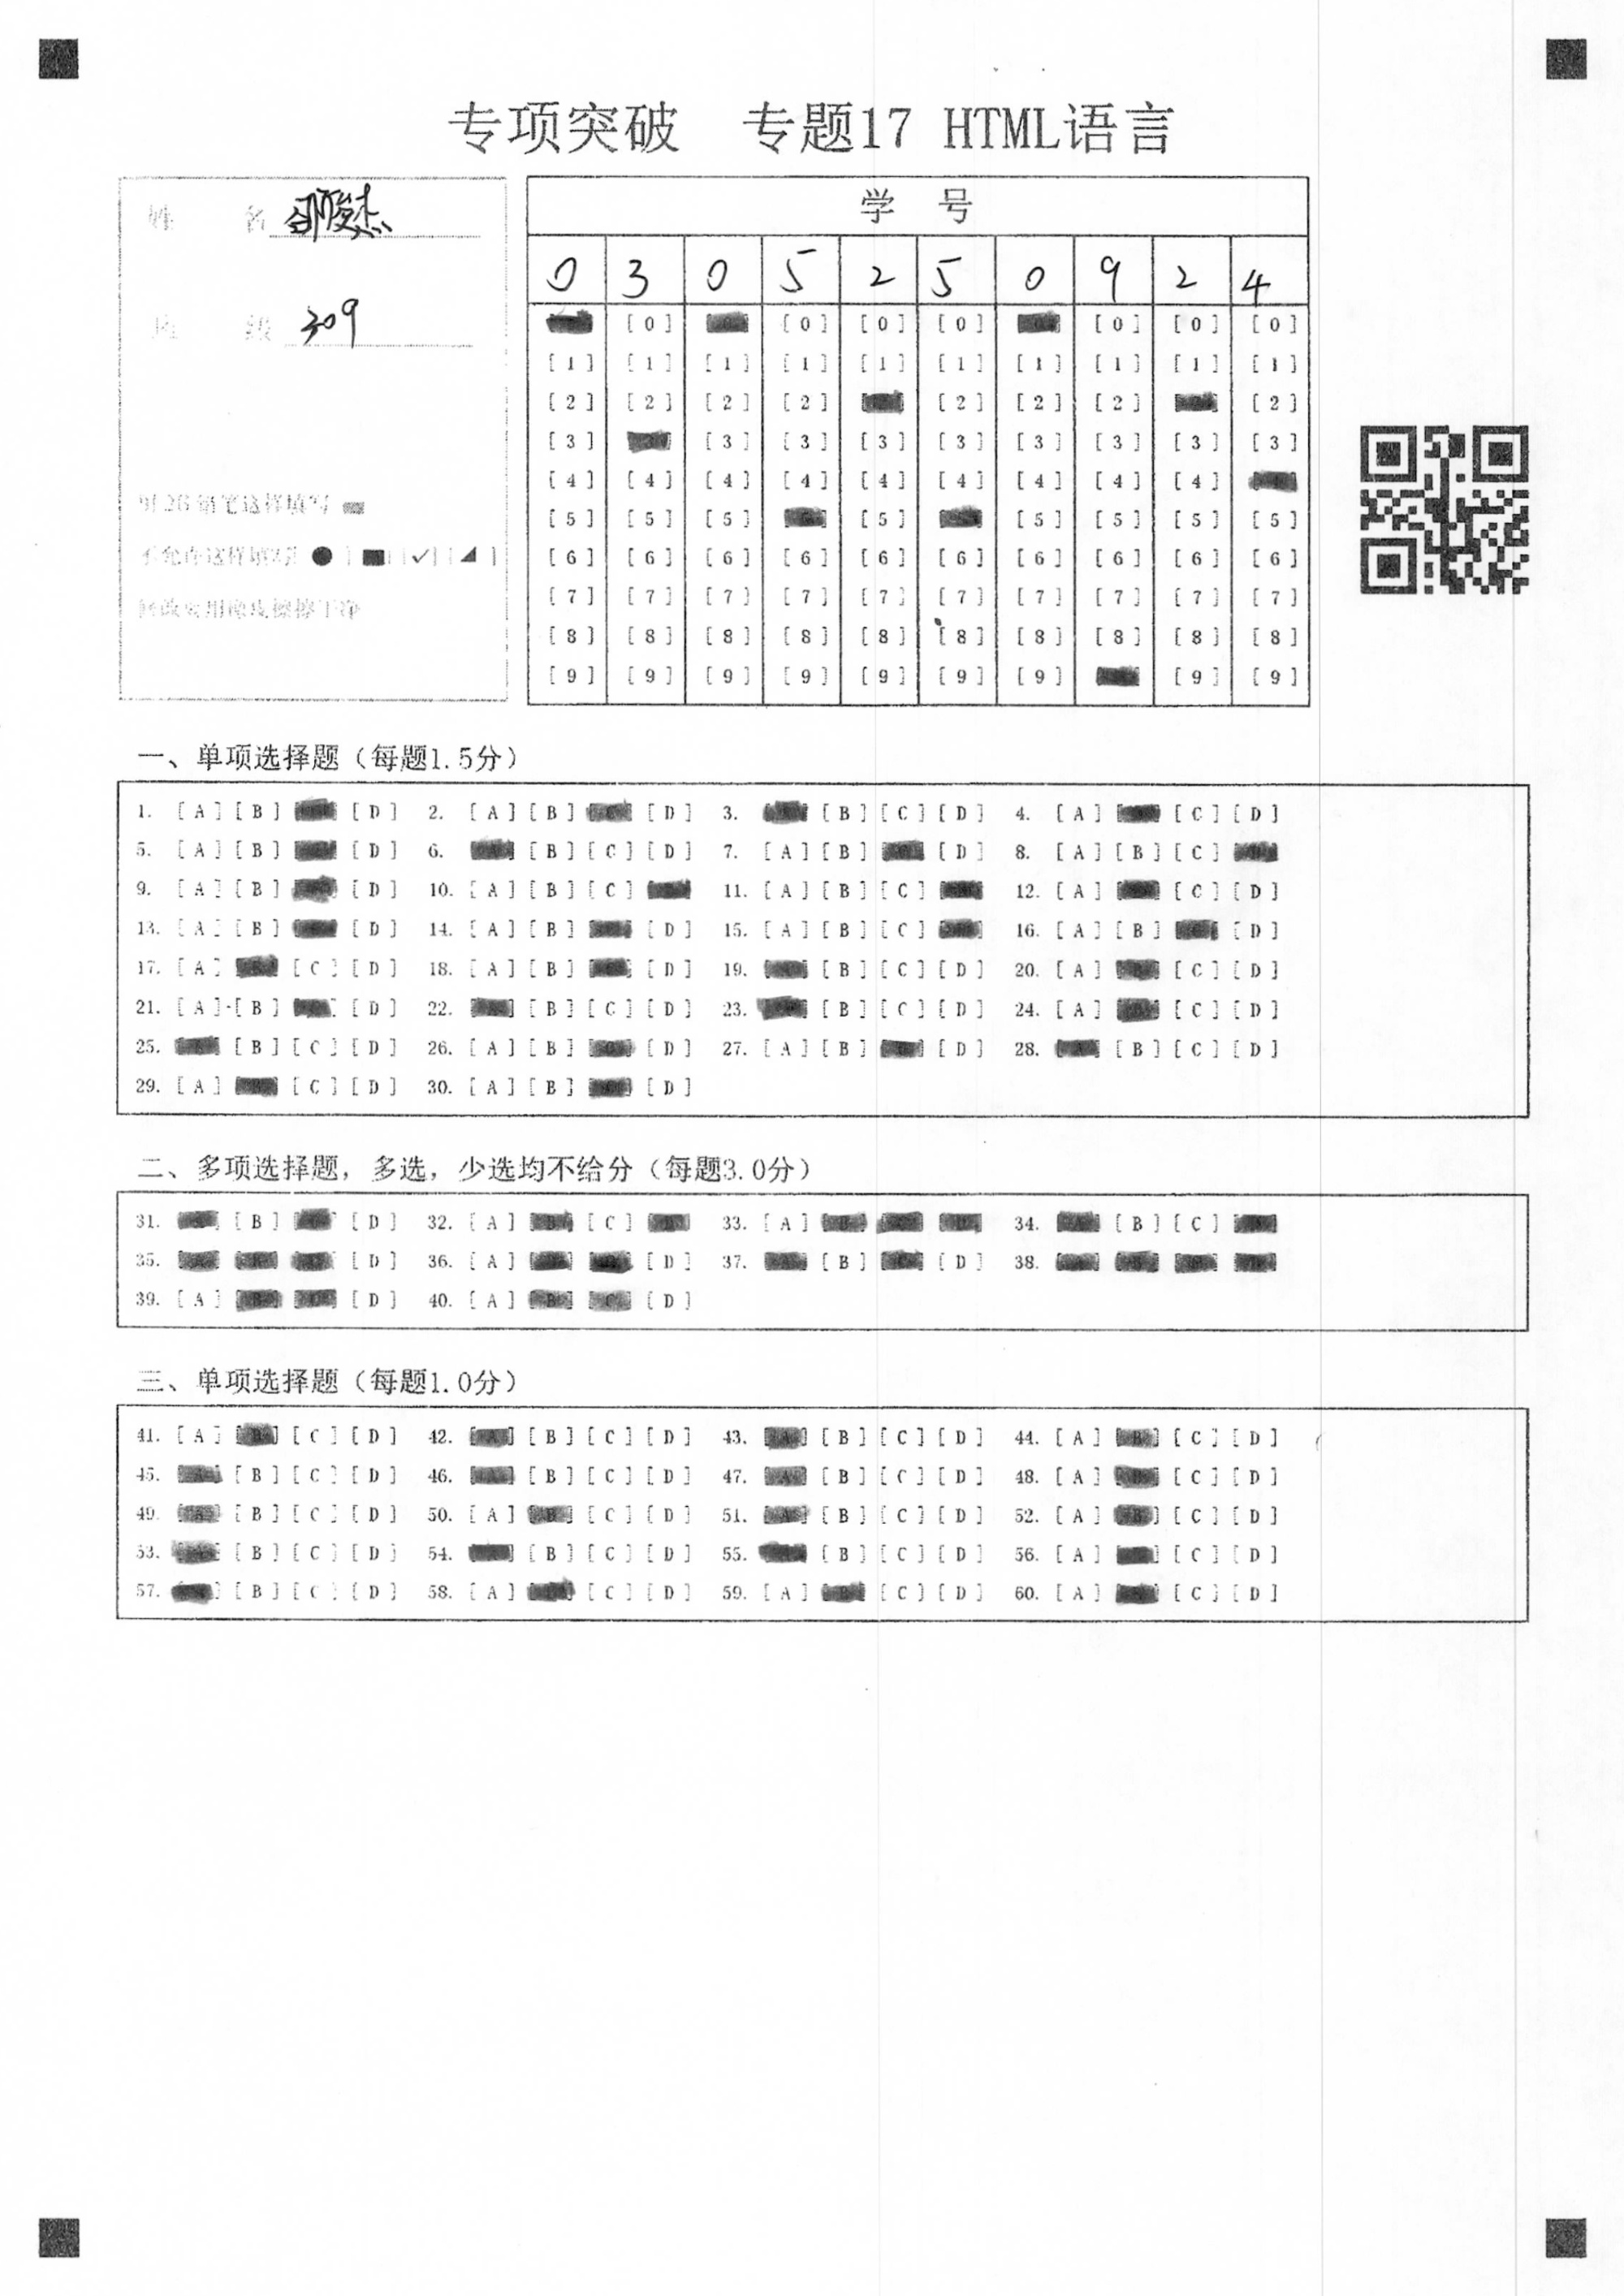 专项突破 专题17 HTML语言
姓 名 邹俊杰
班 级 309
用2B铅笔这样填写
不允许这样填写
修改要用橡皮擦擦干净
学 号
0 3 0 5 2 5 0 9 2 4
[0] [0] [0] [0] [0] [0] [0]
[1] [1] [1] [1] [1] [1] [1] [1] [1] [1]
[2] [2] [2] [2] [2] [2] [2] [2]
[3] [3] [3] [3] [3] [3] [3] [3] [3]
[4] [4] [4] [4] [4] [4] [4] [4] [4]
[5] [5] [5] [5] [5] [5] [5] [5]
[6] [6] [6] [6] [6] [6] [6] [6] [6] [6]
[7] [7] [7] [7] [7] [7] [7] [7] [7] [7]
[8] [8] [8] [8] [8] [8] [8] [8] [8] [8]
[9] [9] [9] [9] [9] [9] [9] [9] [9]
一、单项选择题（每题1.5分）
1. [A] [B] [D] 2. [A] [B] [D] 3. [B] [C] [D] 4. [A] [C] [D]
5. [A] [B] [D] 6. [B] [C] [D] 7. [A] [B] [D] 8. [A] [B] [C]
9. [A] [B] [D] 10. [A] [B] [C] 11. [A] [B] [C] 12. [A] [C] [D]
13. [A] [B] [D] 14. [A] [B] [D] 15. [A] [B] [C] 16. [A] [B] [D]
17. [A] [C] [D] 18. [A] [B] [D] 19. [B] [C] [D] 20. [A] [C] [D]
21. [A] [B] [D] 22. [B] [C] [D] 23. [B] [C] [D] 24. [A] [C] [D]
25. [B] [C] [D] 26. [A] [B] [D] 27. [A] [B] [D] 28. [B] [C] [D]
29. [A] [C] [D] 30. [A] [B] [D]
二、多项选择题，多选，少选均不给分（每题3.0分）
31. [B] [D] 32. [A] [C] 33. [A] 34. [B] [C]
35. [D] 36. [A] [D] 37. [B] [D] 38.
39. [A] [D] 40. [A] [D]
三、单项选择题（每题1.0分）
41. [A] [C] [D] 42. [B] [C] [D] 43. [B] [C] [D] 44. [A] [C] [D]
45. [B] [C] [D] 46. [B] [C] [D] 47. [B] [C] [D] 48. [A] [C] [D]
49. [B] [C] [D] 50. [A] [C] [D] 51. [B] [C] [D] 52. [A] [C] [D]
53. [B] [C] [D] 54. [B] [C] [D] 55. [B] [C] [D] 56. [A] [C] [D]
57. [B] [C] [D] 58. [A] [C] [D] 59. [A] [C] [D] 60. [A] [C] [D]